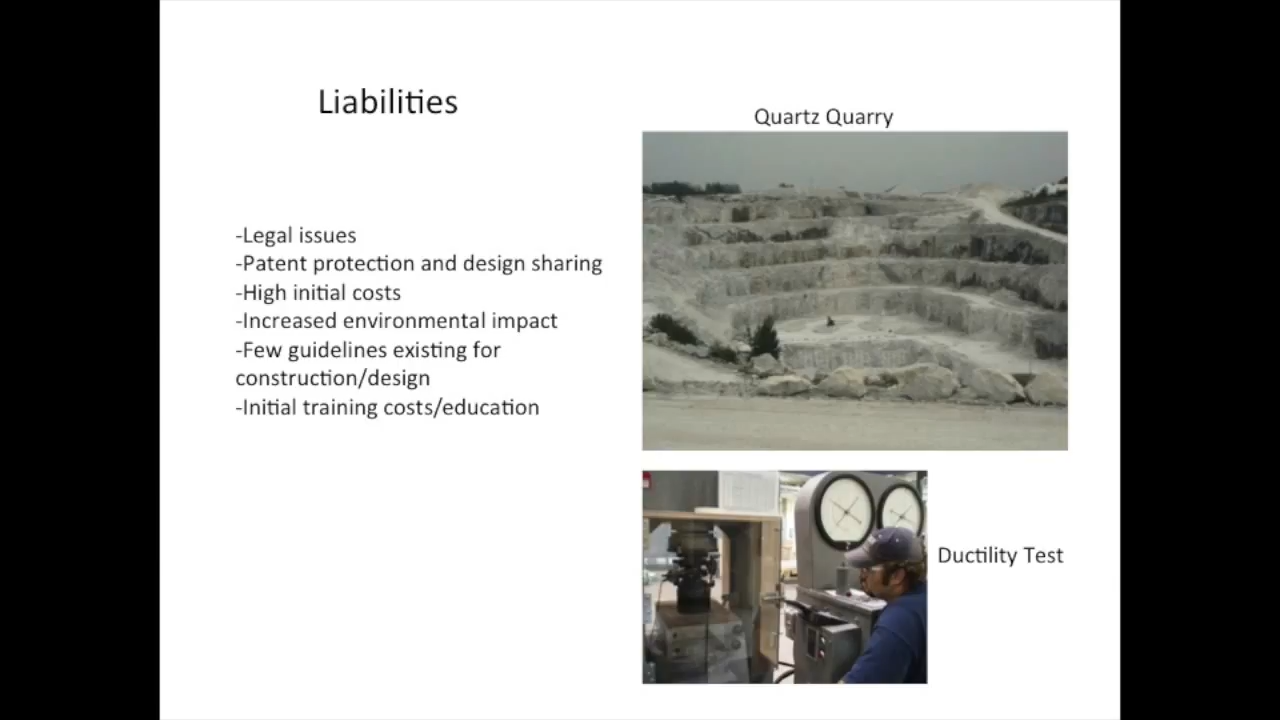 Liabilities
Quartz Quarry
-Legal issues
-Patent protection and design sharing
-High initial costs
-Increased environmental impact
-Few guidelines existing for
construction/design
-Initial training costs/education
Ductility Test